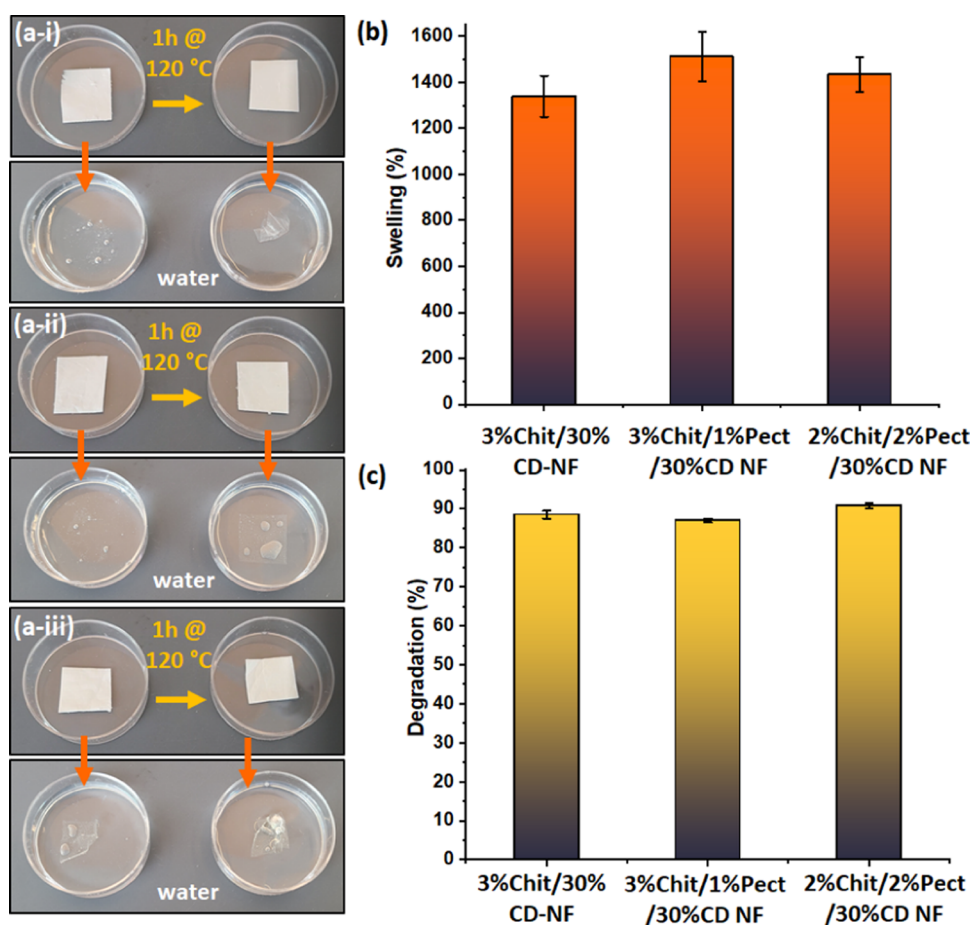 (a-i)
1h @
120 °C
water
(a-ii)
1h @
120 °C
water
(a-iii)
1h @
120 °C
water
(b)
Swelling (%)
1600
1400
1200
1000
800
600
400
200
0
3%Chit/30%
CD-NF
3%Chit/1%Pect
/30%CD NF
2%Chit/2%Pect
/30%CD NF
(c)
Degradation (%)
100
90
80
70
60
50
40
30
20
10
0
3%Chit/30%
CD-NF
3%Chit/1%Pect
/30%CD NF
2%Chit/2%Pect
/30%CD NF